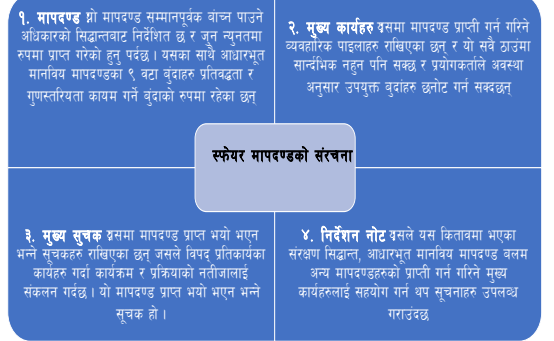 १. मापदण्ड यो मापदण्ड सम्मानपूर्वक वाँच्न पाउने
अधिकारको सिद्धान्तवाट निर्देशित छ र जुन न्युनतमा
रुपमा प्राप्त गरेको हुनु पर्दछ । यसका साथै आधारभूत
मानविय मापदण्डका ९ वटा बुंदाहरु प्रतिवद्धता र
गुणस्तरियता कायम गर्ने बुंदाको रुपमा रहेका छन्
२. मुख्य कार्यहरु यसमा मापदण्ड प्राप्ती गर्न गरिने
व्यवहारिक पाइलाहरु राखिएका छन् र यो सवै ठाउंमा
सान्दर्भिक नहुन पनि सक्छ र प्रयोगकर्ताले अवस्था
अनुसार उपयुक्त बुदांहरु छनोट गर्न सक्दछन्
स्फेयर मापदण्डको संरचना
३. मुख्य सुचक यसमा मापदण्ड प्राप्त भयो भएन
भन्ने सूचकहरु राखिएका छन् जसले विपद् प्रतिकार्यका
कार्यहरु गर्दा कार्यक्रम र प्रक्रियाको नतीजालाई
संकलन गर्दछ । यो मापदण्ड प्राप्त भयो भएन भन्ने
सूचक हो ।
४. निर्देशन नोट यसले यस कितावमा भएका
संरक्षण सिद्धान्त, आधारभूत मानविय मापदण्ड वलम
अन्य मापदण्डहरुको प्राप्ती गर्न गरिने मुख्य
कार्यहरुलाई सहयोग गर्न थप सूचनाहरु उपलव्ध
गराउंदछ